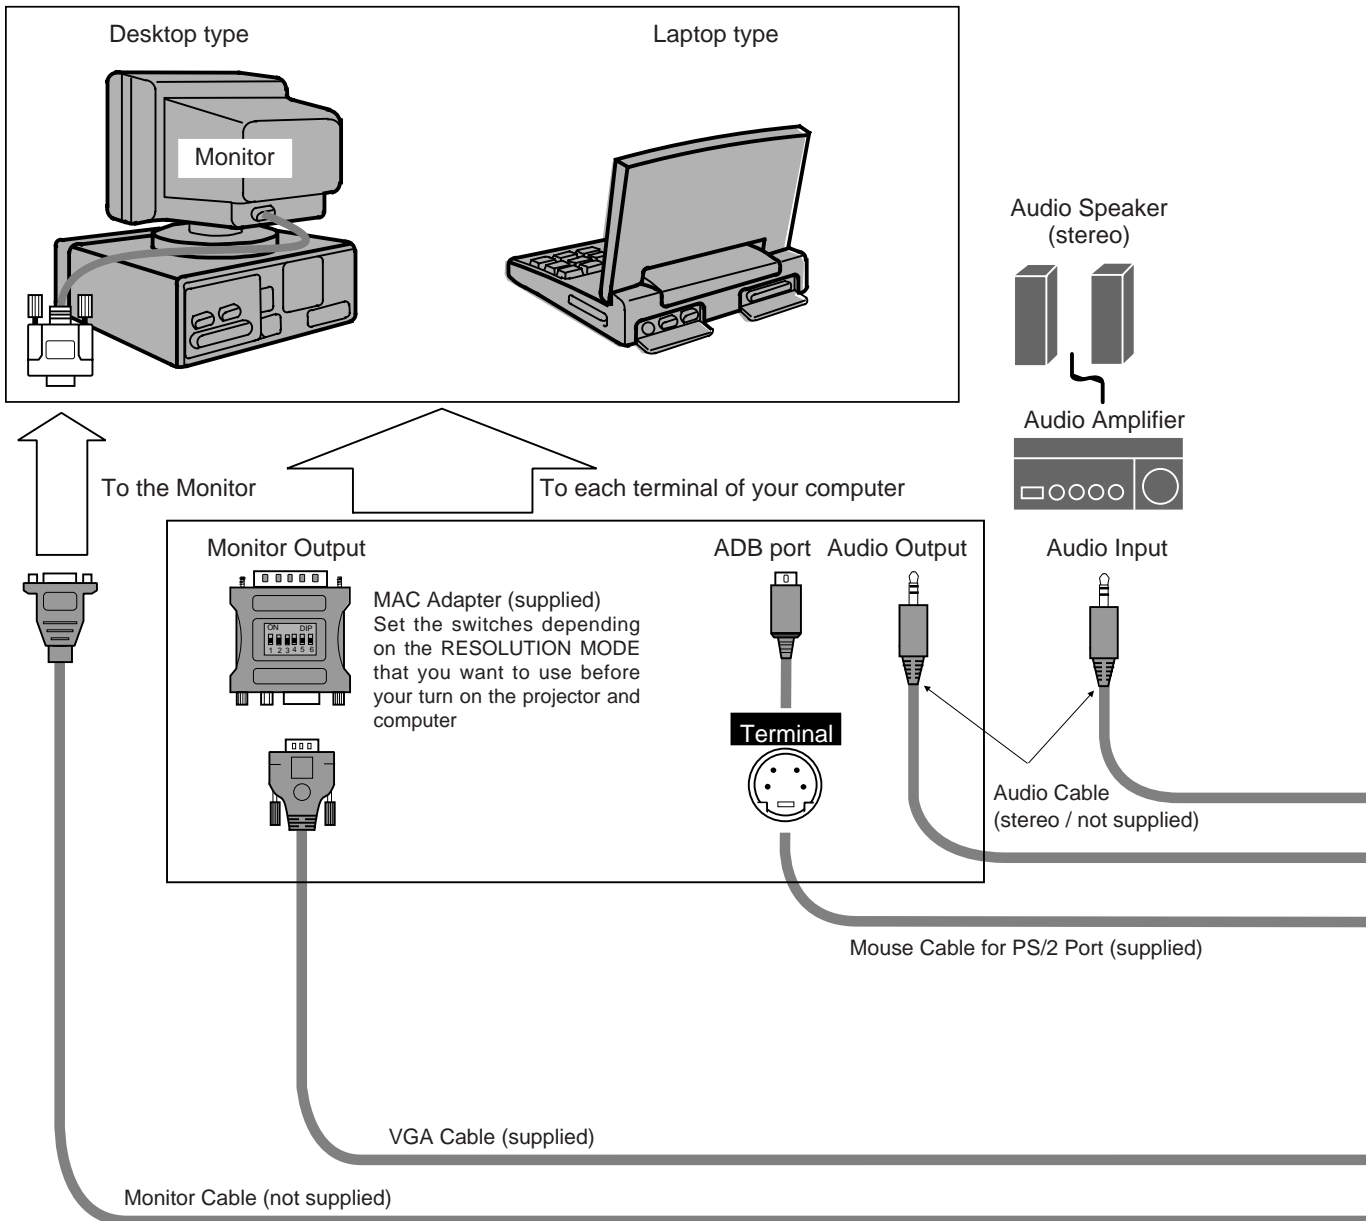 Desktop type
Laptop type
Monitor
Audio Speaker
(stereo)
Audio Amplifier
To the Monitor
To each terminal of your computer
Monitor Output
ADB port
Audio Output
Audio Input
MAC Adapter (supplied)
Set the switches depending
on the RESOLUTION MODE
that you want to use before
your turn on the projector and
computer
ON DIP
1 2 3 4 5 6
Terminal
Audio Cable
(stereo / not supplied)
Mouse Cable for PS/2 Port (supplied)
VGA Cable (supplied)
Monitor Cable (not supplied)